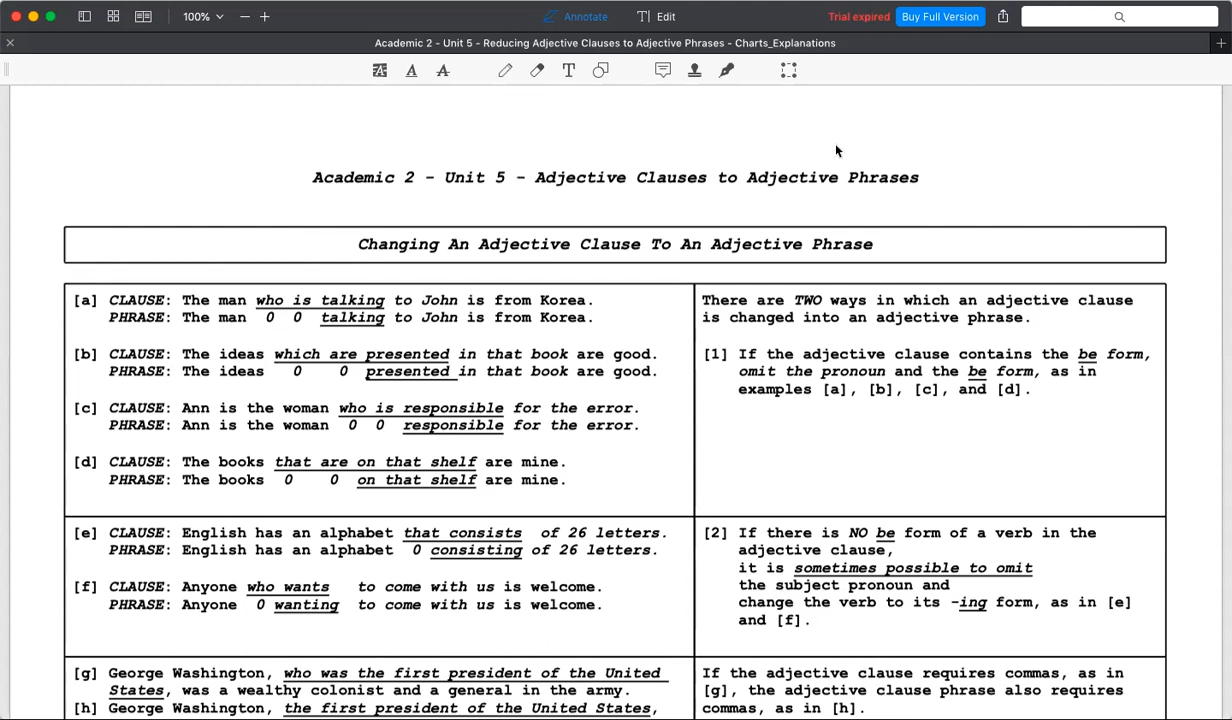 100%
Annotate
Edit
Trial expired
Buy Full Version
Academic 2 - Unit 5 - Reducing Adjective Clauses to Adjective Phrases - Charts_Explanations
Academic 2 - Unit 5 - Adjective Clauses to Adjective Phrases
Changing An Adjective Clause To An Adjective Phrase
[a] CLAUSE: The man who is talking to John is from Korea.
PHRASE: The man 0 0 talking to John is from Korea.
[b] CLAUSE: The ideas which are presented in that book are good.
PHRASE: The ideas 0 0 presented in that book are good.
[c] CLAUSE: Ann is the woman who is responsible for the error.
PHRASE: Ann is the woman 0 0 responsible for the error.
[d] CLAUSE: The books that are on that shelf are mine.
PHRASE: The books 0 0 on that shelf are mine.
There are TWO ways in which an adjective clause
is changed into an adjective phrase.
[1] If the adjective clause contains the be form,
omit the pronoun and the be form, as in
examples [a], [b], [c], and [d].
[e] CLAUSE: English has an alphabet that consists of 26 letters.
PHRASE: English has an alphabet 0 consisting of 26 letters.
[f] CLAUSE: Anyone who wants to come with us is welcome.
PHRASE: Anyone 0 wanting to come with us is welcome.
[2] If there is NO be form of a verb in the
adjective clause,
it is sometimes possible to omit
the subject pronoun and
change the verb to its -ing form, as in [e]
and [f].
[g] George Washington, who was the first president of the United
States, was a wealthy colonist and a general in the army.
[h] George Washington, the first president of the United States,
If the adjective clause requires commas, as in
[g], the adjective clause phrase also requires
commas, as in [h].